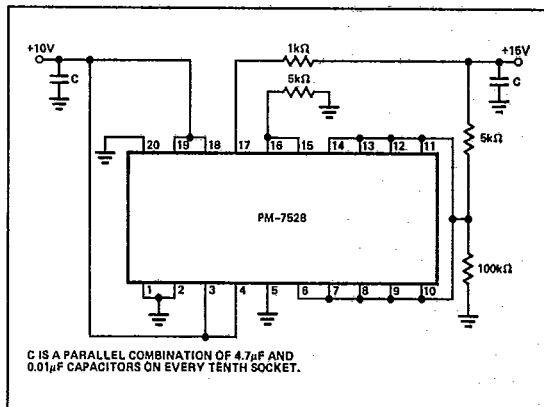 +10V
1kΩ
+15V
C
5kΩ
C
5kΩ
20 19 18 17 16 15 14 13 12 11
PM-7528
100kΩ
1 2 3 4 5 6 7 8 9 10
C IS A PARALLEL COMBINATION OF 4.7μF AND
0.01μF CAPACITORS ON EVERY TENTH SOCKET.